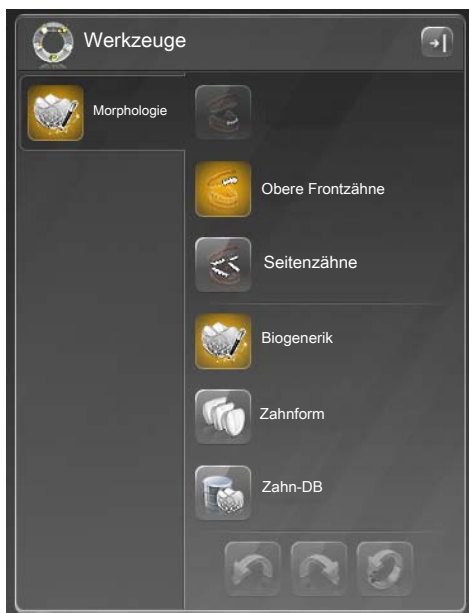 Werkzeuge
Morphologie
Obere Frontzähne
Seitenzähne
Biogenerik
Zahnform
Zahn-DB